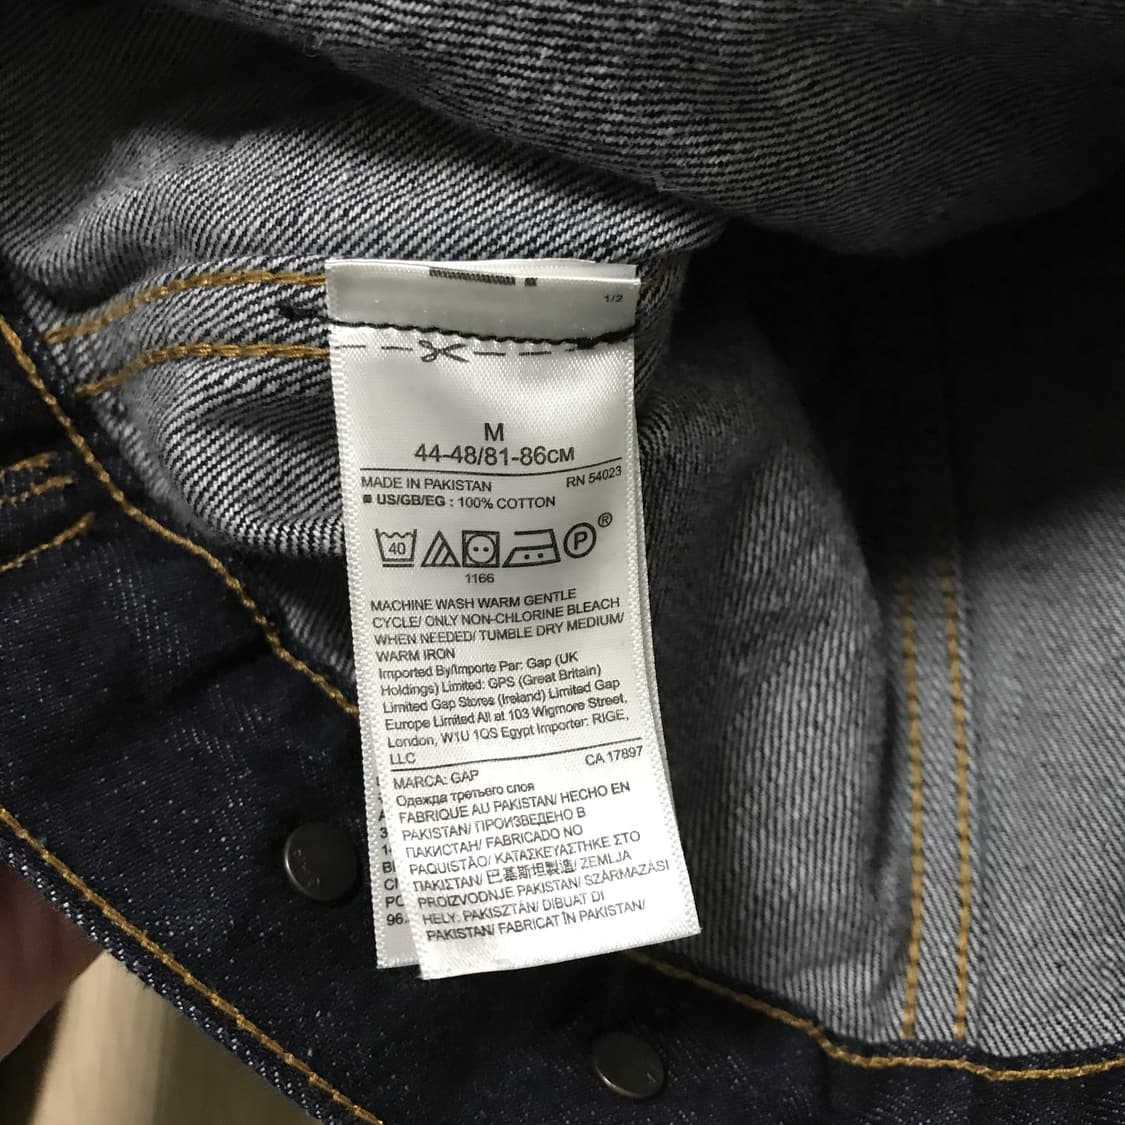 1/2
M
44-48/81-86CM
MADE IN PAKISTAN RN 54023
US/GB/EG : 100% COTTON
40 P ®
1166
MACHINE WASH WARM GENTLE
CYCLE/ ONLY NON-CHLORINE BLEACH
WHEN NEEDED/ TUMBLE DRY MEDIUM/
WARM IRON
Imported By/Importe Par: Gap (UK
Holdings) Limited: GPS (Great Britain)
Limited Gap Stores (Ireland) Limited Gap
Europe Limited All at 103 Wigmore Street,
London, W1U 1QS Egypt Importer: RIGE,
LLC
CA 17897
MARCA: GAP
Одежда третьего слоя
FABRIQUE AU PAKISTAN/ HECHO EN
PAKISTAN/ ПРОИЗВЕДЕНО В
ПАКИСТАН/ FABRICADO NO
PAQUISTÃO/ ΚΑΤΑΣΚΕΥΑΣΤΗΚΕ ΣΤΟ
ΠΑΚΙΣΤΑΝ/ 巴基斯坦製造/ ZEMLJA
PROIZVODNJE PAKISTAN/ SZÁRMAZÁSI
HELY: PAKISZTÁN/ DIBUAT DI
PAKISTAN/ FABRICAT ÎN PAKISTAN/